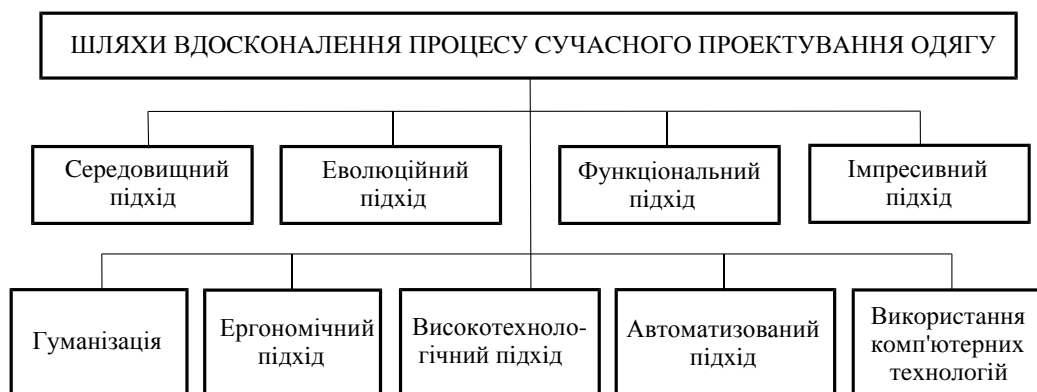 ШЛЯХИ ВДОСКОНАЛЕННЯ ПРОЦЕСУ СУЧАСНОГО ПРОЕКТУВАННЯ ОДЯГУ
Середовищний
підхід
Еволюційний
підхід
Функціональний
підхід
Імпресивний
підхід
Гуманізація
Ергономічний
підхід
Високотехноло-
гічний підхід
Автоматизований
підхід
Використання
комп'ютерних
технологій